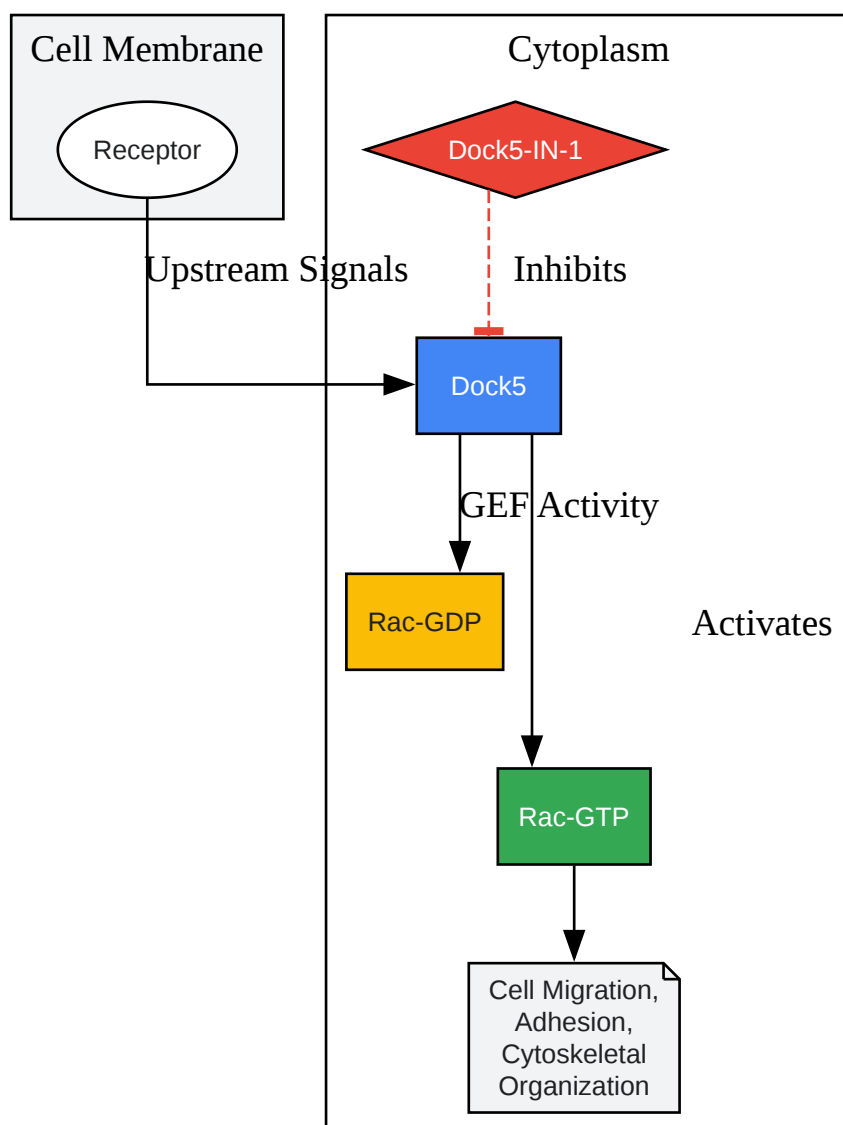 Cell Membrane
Cytoplasm
Receptor
Dock5-IN-1
Upstream Signals
Inhibits
Dock5
GEF Activity
Rac-GDP
Activates
Rac-GTP
Cell Migration,
Adhesion,
Cytoskeletal
Organization